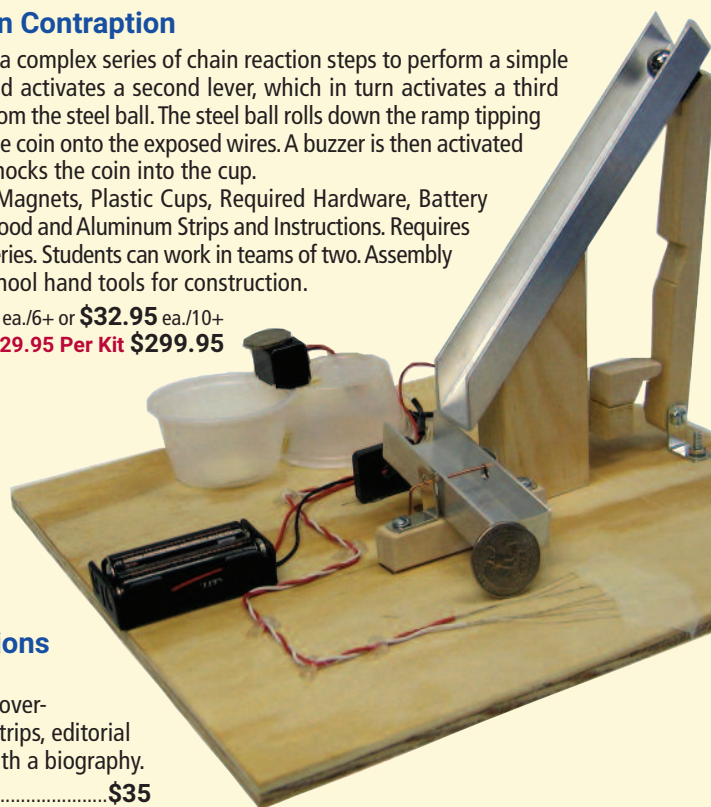 n Contraption
a complex series of chain reaction steps to perform a simple
d activates a second lever, which in turn activates a third
om the steel ball. The steel ball rolls down the ramp tipping
e coin onto the exposed wires. A buzzer is then activated
nocks the coin into the cup.
Magnets, Plastic Cups, Required Hardware, Battery
ood and Aluminum Strips and Instructions. Requires
eries. Students can work in teams of two. Assembly
hool hand tools for construction.
ea./6+ or $32.95 ea./10+
29.95 Per Kit $299.95
ions
over-
trips, editorial
th a biography.
......................$35